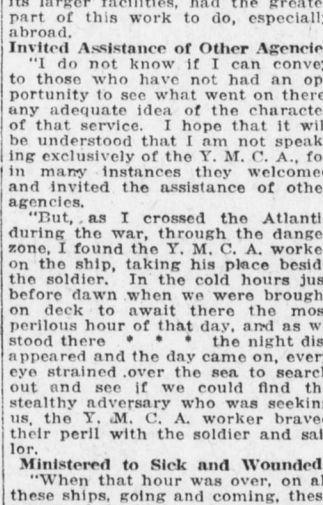 its larger facilities, had the greate
part of this work to do, especiall
abroad.
Invited Assistance of Other Agencie
"I do not know if I can conve
to those who have not had an op
portunity to see what went on there
any adequate idea of the characte
of that service. I hope that it wil
be understood that I am not speak
ing exclusively of the Y. M. C. A., fo
in many instances they welcome
and invited the assistance of othe
agencies.
"But, as I crossed the Atlanti
during the war, through the dange
zone, I found the Y. M. C. A. worke
on the ship, taking his place besid
the soldier. In the cold hours jus
before dawn when we were brough
on deck to await there the mos
perilous hour of that day, and as w
stood there * * * the night dis
appeared and the day came on, ever
eye strained over the sea to searc
out and see if we could find th
stealthy adversary who was seekin
us, the Y. M. C. A. worker brave
their peril with the soldier and sai
lor.
Ministered to Sick and Wounded
"When that hour was over, on al
these ships, going and coming, thes